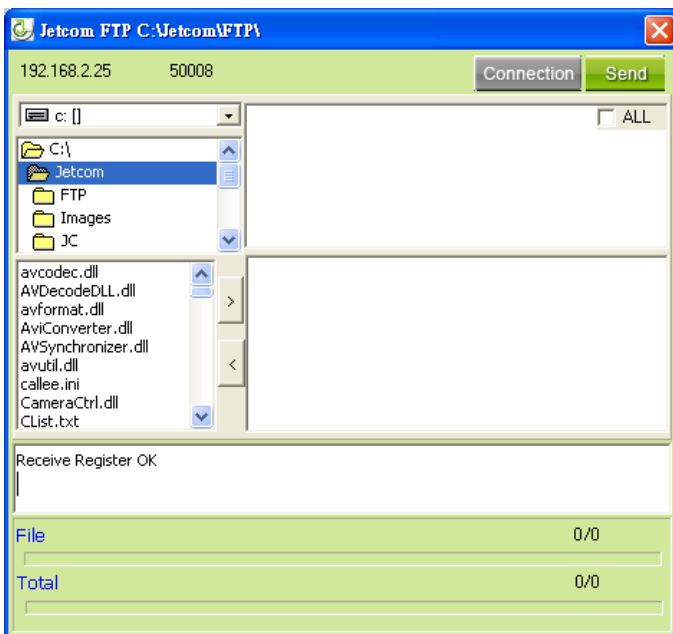 Jetcom FTP C:\Jetcom\FTP\
192.168.2.25 50008 Connection Send
c: []
ALL
C:\
Jetcom
FTP
Images
JC
avcodec.dll
AVDecodeDLL.dll
avformat.dll
AviConverter.dll
AVSynchronizer.dll
avutil.dll
callee.ini
CameraCtrl.dll
CList.txt
>
<
Receive Register OK
File 0/0
Total 0/0